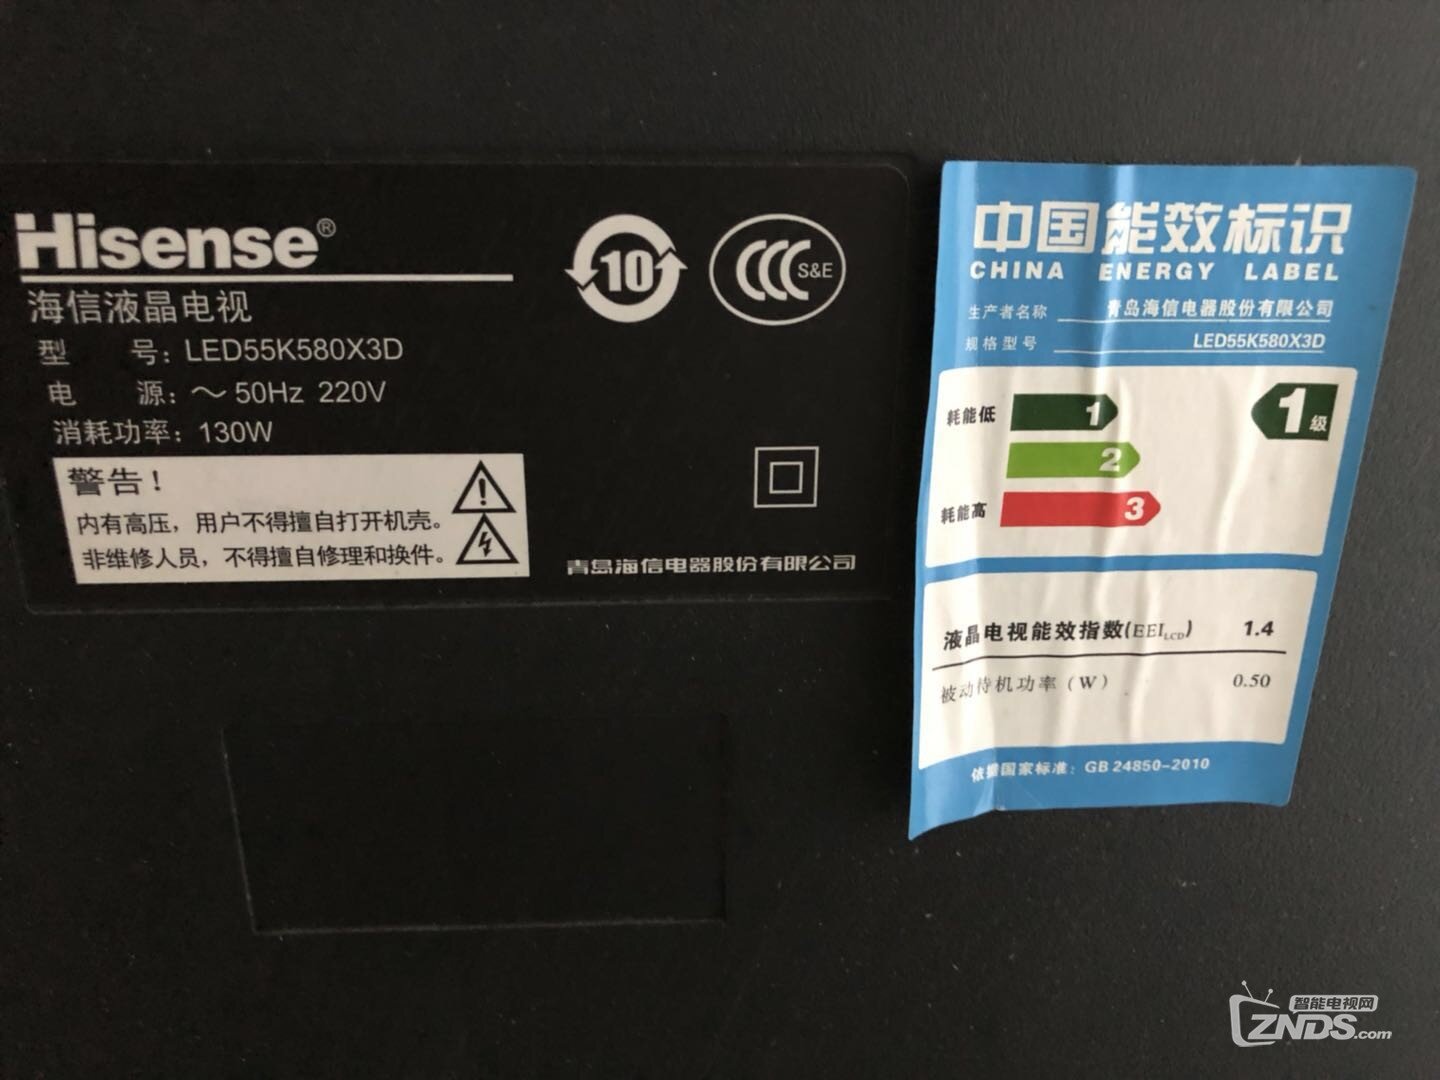 Hisense®
海信液晶电视
型 号: LED55K580X3D
电 源: ～50Hz 220V
消耗功率: 130W
警告!
内有高压，用户不得擅自打开机壳。
非维修人员，不得擅自修理和换件。
10
CCC S&E
青岛海信电器股份有限公司
中国能效标识
CHINA ENERGY LABEL
生产者名称 青岛海信电器股份有限公司
规格型号 LED55K580X3D
耗能低 1
1级
2
耗能高 3
液晶电视能效指数(EEILCD) 1.4
被动待机功率(W) 0.50
依据国家标准: GB 24850-2010
智能电视网
ZNDS.com